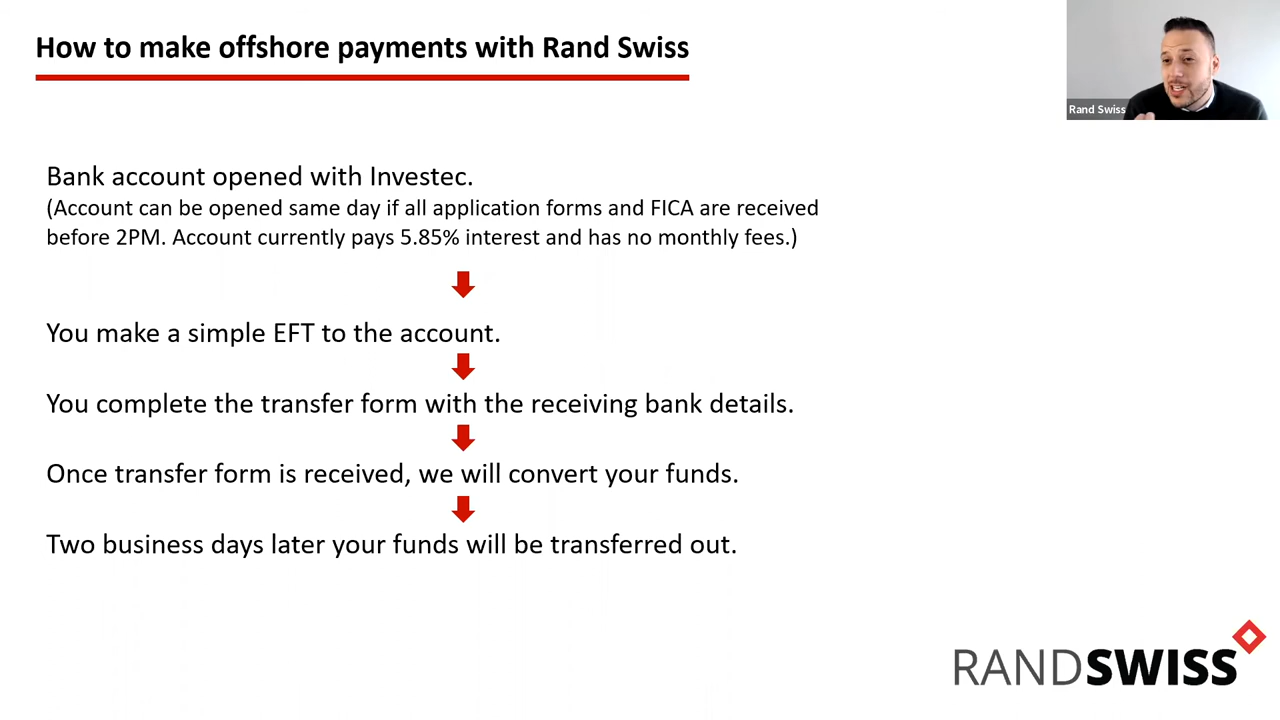 How to make offshore payments with Rand Swiss
Rand Swiss
Bank account opened with Investec.
(Account can be opened same day if all application forms and FICA are received
before 2PM. Account currently pays 5.85% interest and has no monthly fees.)
You make a simple EFT to the account.
You complete the transfer form with the receiving bank details.
Once transfer form is received, we will convert your funds.
Two business days later your funds will be transferred out.
RANDSWISS